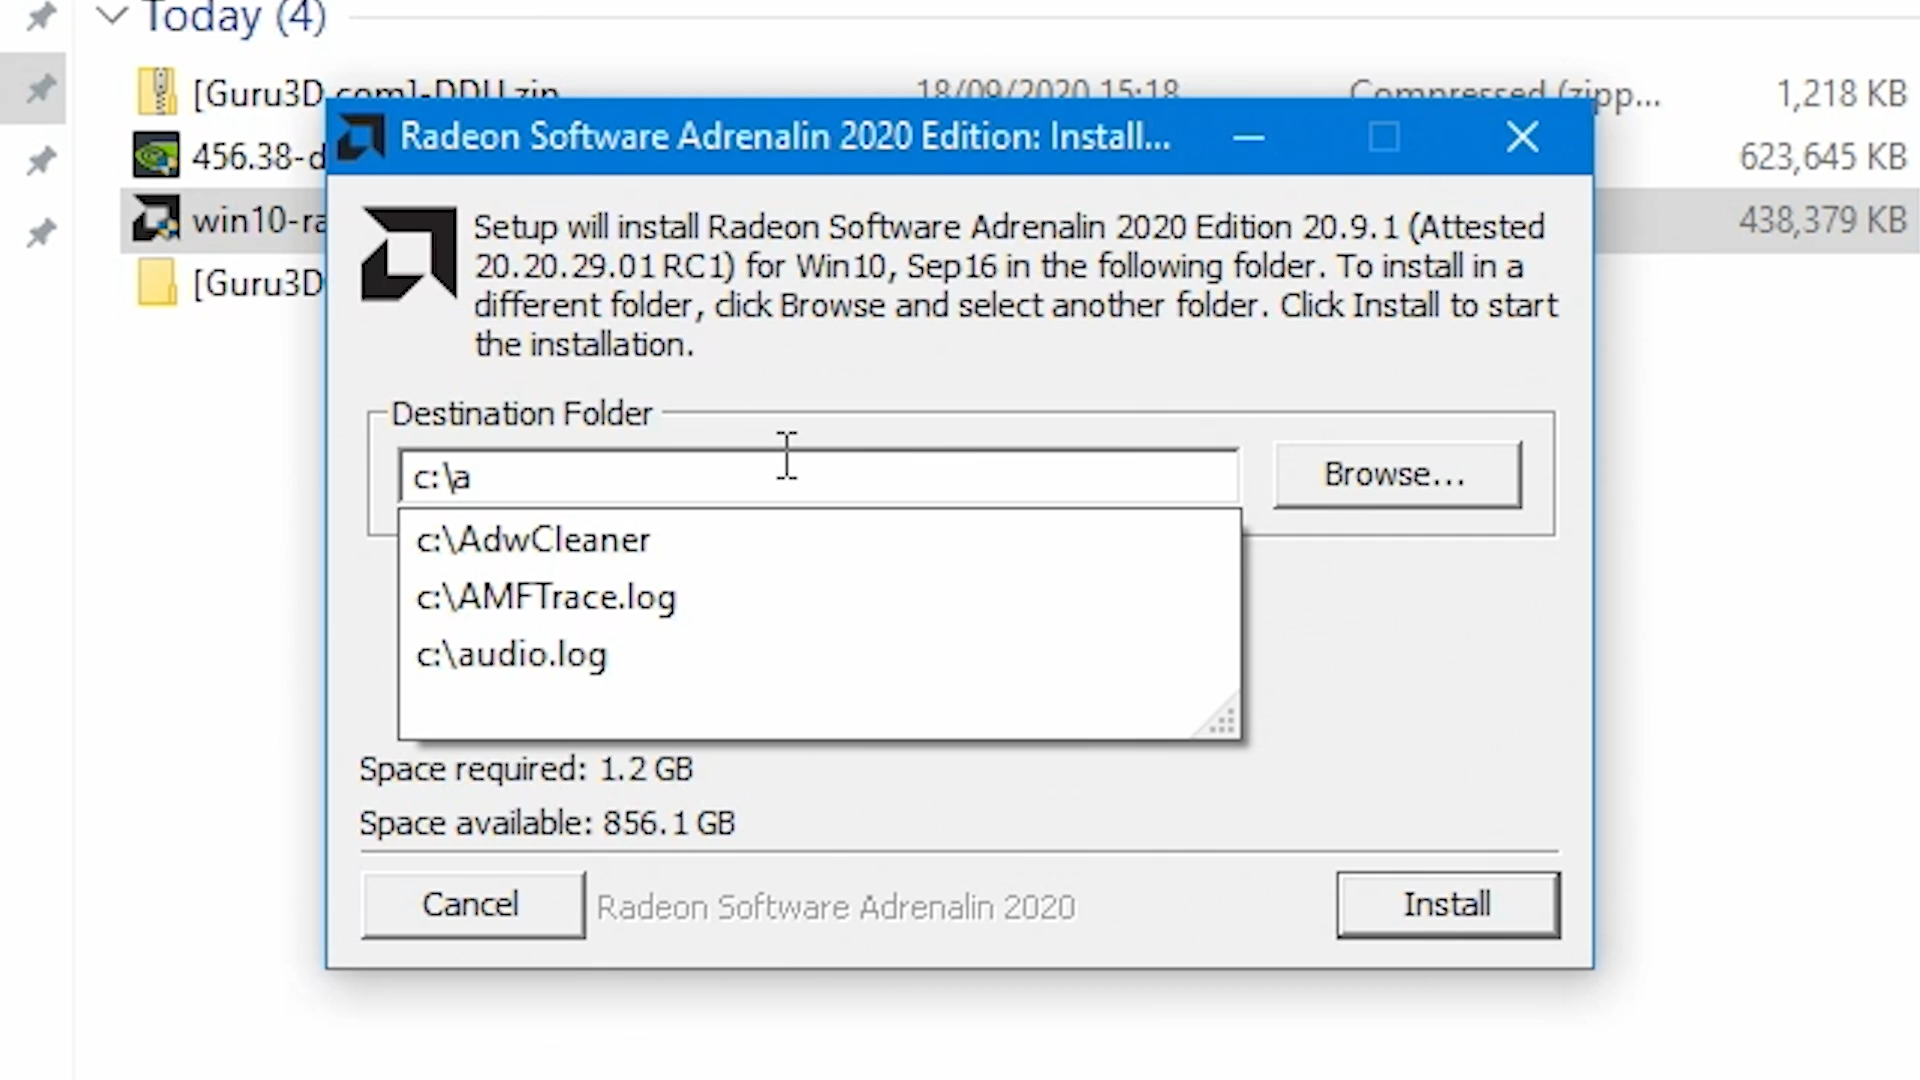 Today (4)
[Guru3D.com]-DDU.zip 18/09/2020 15:18 Compressed (zipp... 1,218 KB
Radeon Software Adrenalin 2020 Edition: Install...
456.38-d 623,645 KB
win10-ra 438,379 KB
[Guru3D
Setup will install Radeon Software Adrenalin 2020 Edition 20.9.1 (Attested
20.20.29.01 RC1) for Win10, Sep16 in the following folder. To install in a
different folder, click Browse and select another folder. Click Install to start
the installation.
Destination Folder
c:\a
Browse...
c:\AdwCleaner
c:\AMFTrace.log
c:\audio.log
Space required: 1.2 GB
Space available: 856.1 GB
Cancel
Radeon Software Adrenalin 2020
Install